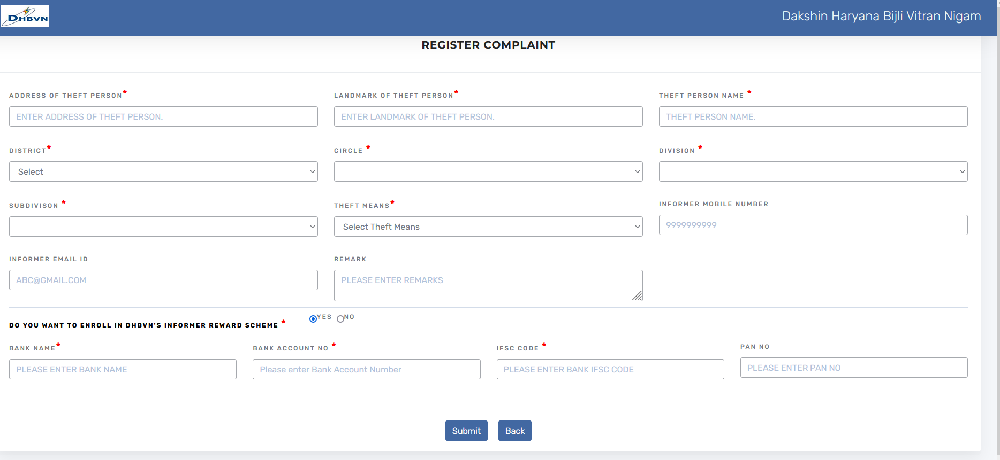 DHBVN
Dakshin Haryana Bijli Vitran Nigam
REGISTER COMPLAINT
ADDRESS OF THEFT PERSON*
LANDMARK OF THEFT PERSON*
THEFT PERSON NAME *
ENTER ADDRESS OF THEFT PERSON.
ENTER LANDMARK OF THEFT PERSON.
THEFT PERSON NAME.
DISTRICT*
CIRCLE *
DIVISION *
Select
SUBDIVISON *
THEFT MEANS*
INFORMER MOBILE NUMBER
Select Theft Means
9999999999
INFORMER EMAIL ID
REMARK
ABC@GMAIL.COM
PLEASE ENTER REMARKS
DO YOU WANT TO ENROLL IN DHBVN'S INFORMER REWARD SCHEME *
YES
NO
BANK NAME*
BANK ACCOUNT NO *
IFSC CODE *
PAN NO
PLEASE ENTER BANK NAME
Please enter Bank Account Number
PLEASE ENTER BANK IFSC CODE
PLEASE ENTER PAN NO
Submit
Back